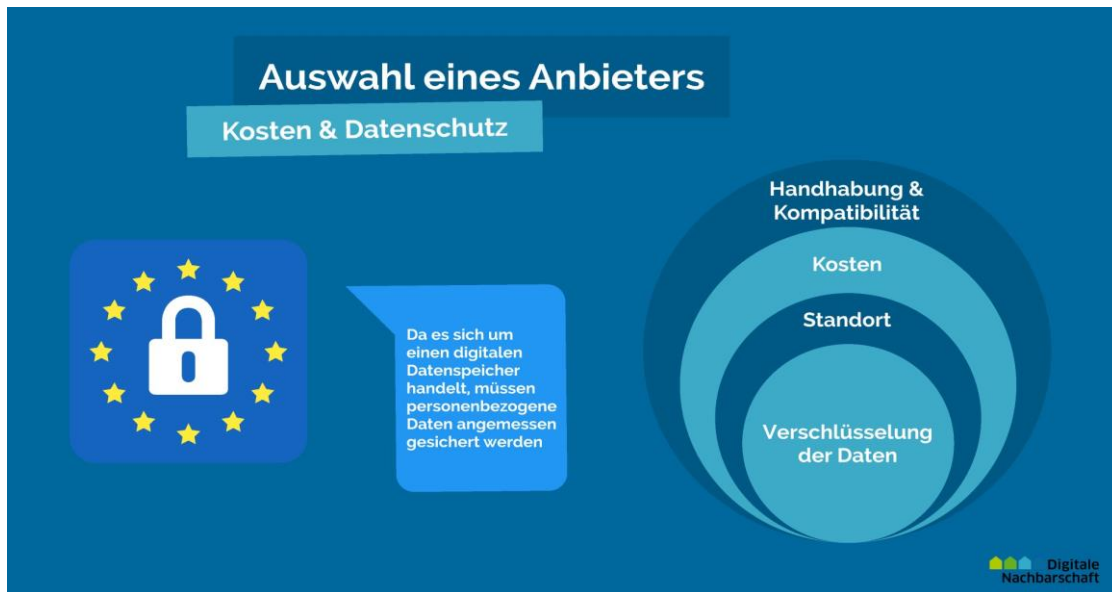 Auswahl eines Anbieters
Kosten & Datenschutz
Da es sich um
einen digitalen
Datenspeicher
handelt, müssen
personenbezogene
Daten angemessen
gesichert werden
Handhabung &
Kompatibilität
Kosten
Standort
Verschlüsselung
der Daten
Digitale
Nachbarschaft